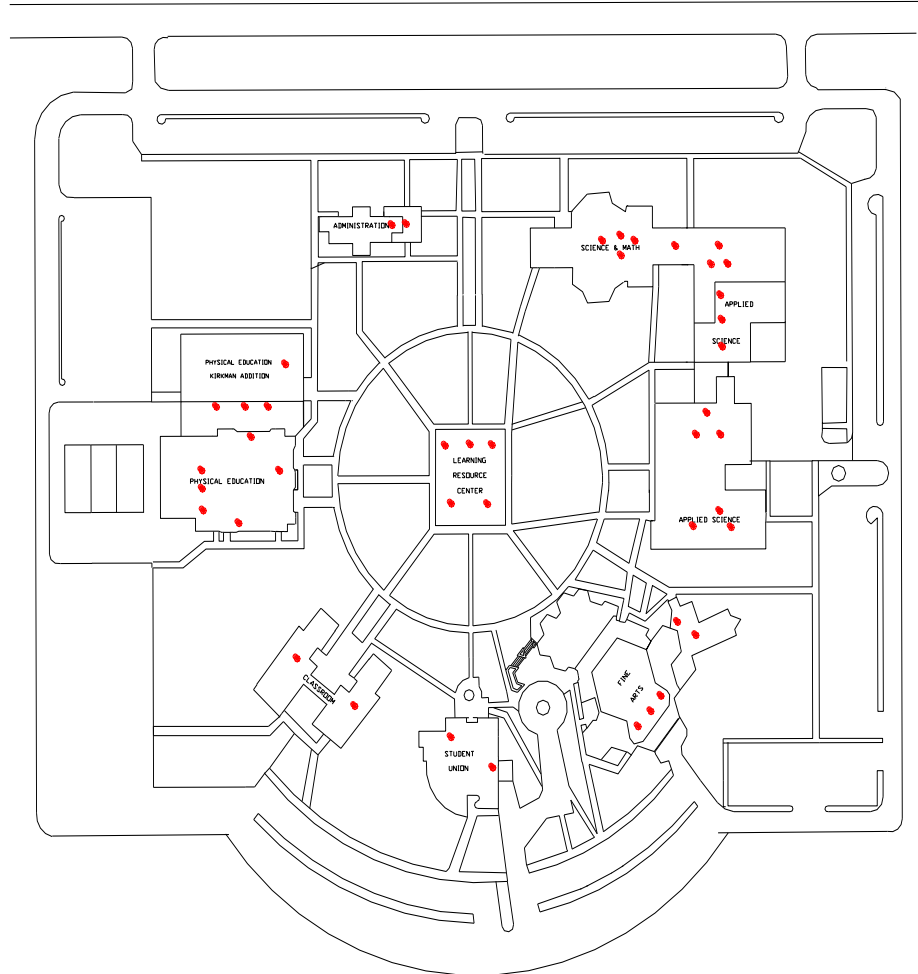 ADMINISTRATION
SCIENCE & MATH
APPLIED
SCIENCE
PHYSICAL EDUCATION
KIRKMAN ADDITION
LEARNING
RESOURCE
CENTER
PHYSICAL EDUCATION
APPLIED SCIENCE
CLASSROOM
FINE
ARTS
STUDENT
UNION